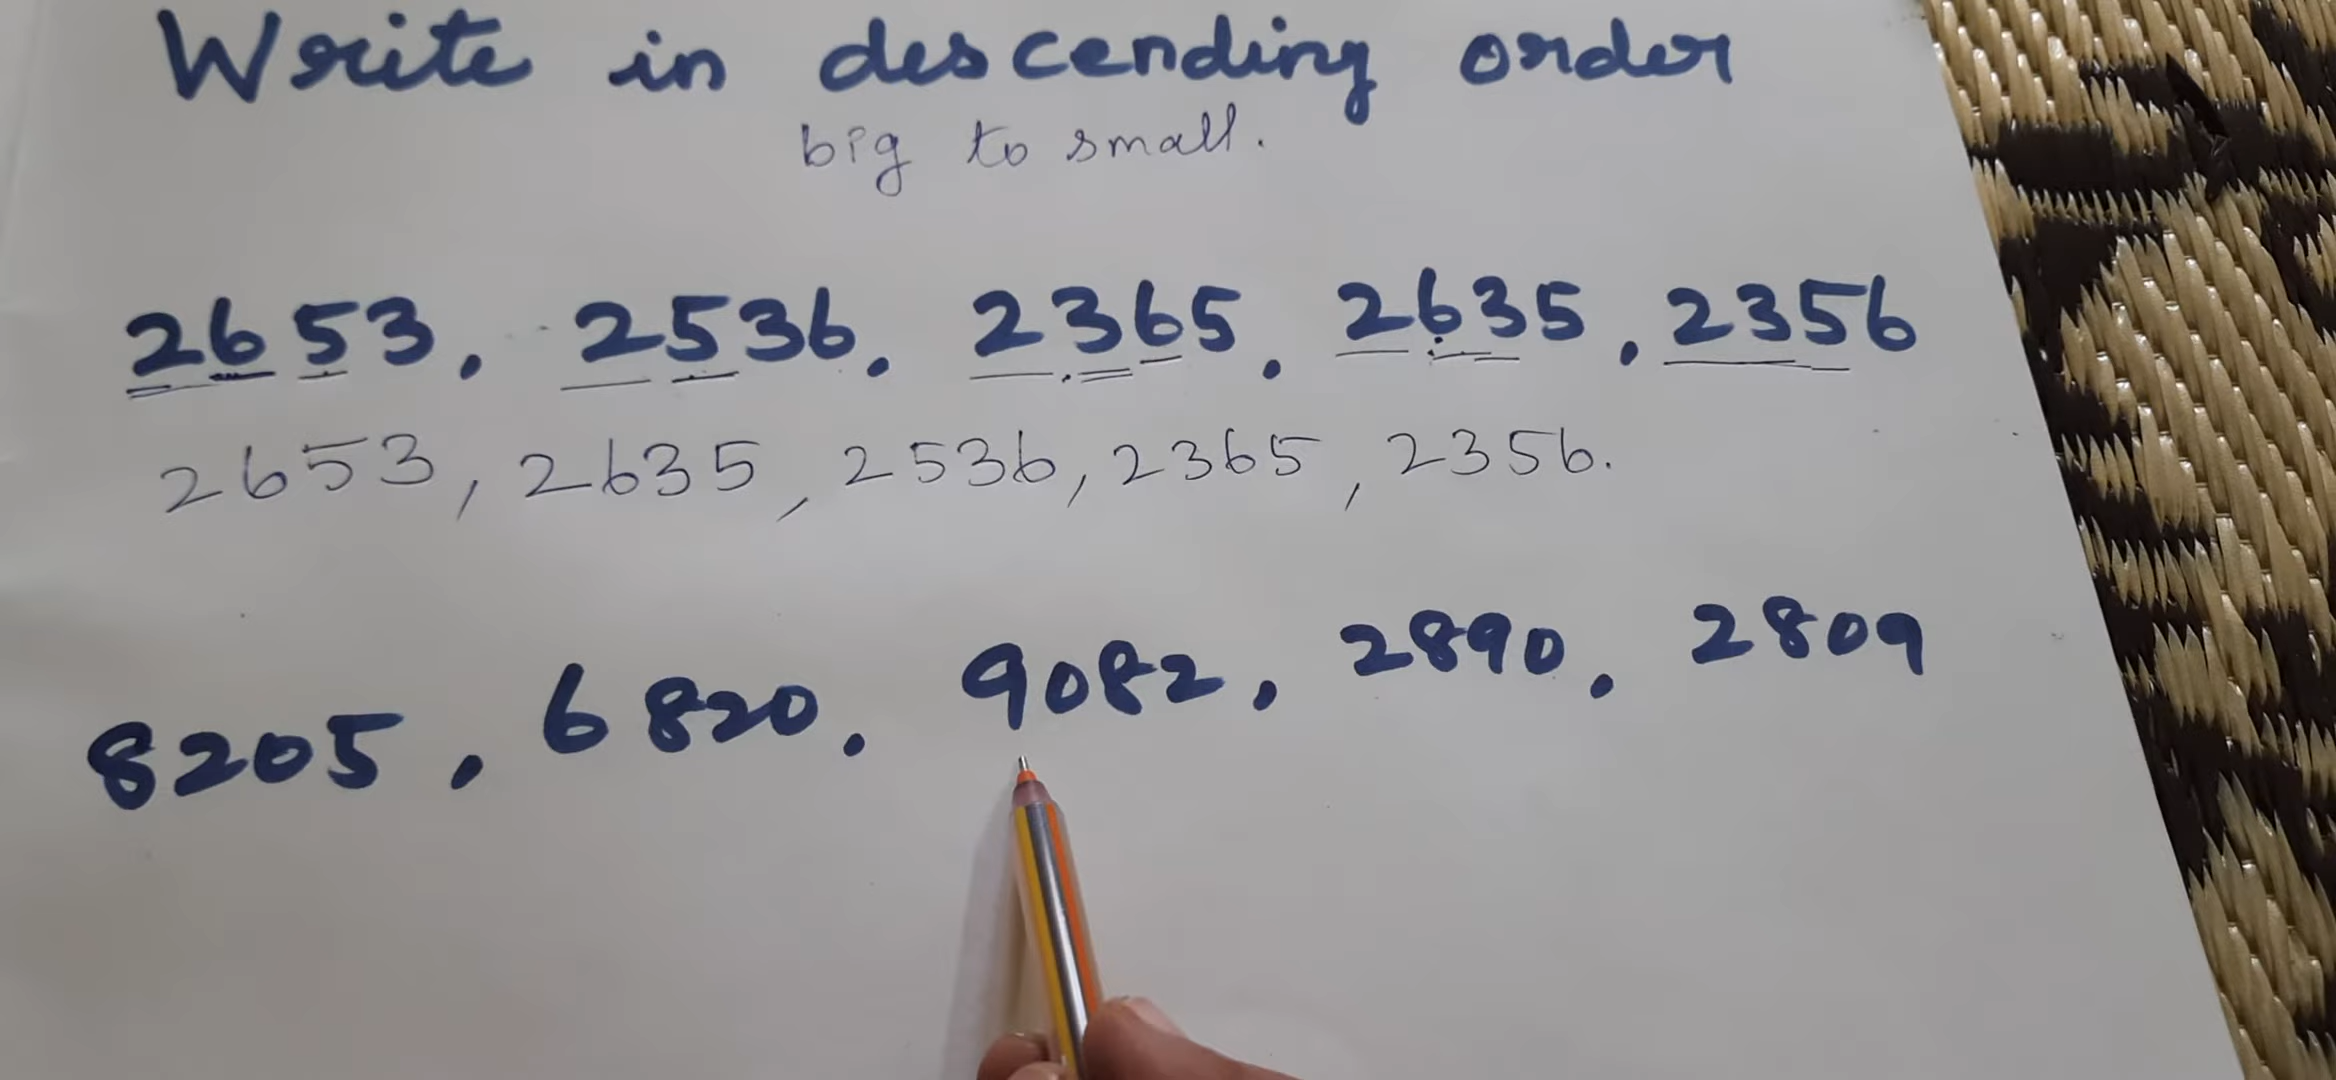 Write in descending order
big to small.
2653, 2536, 2365, 2635, 2356
2653, 2635, 2536, 2365, 2356.
8205, 6820, 9082, 2890, 2809